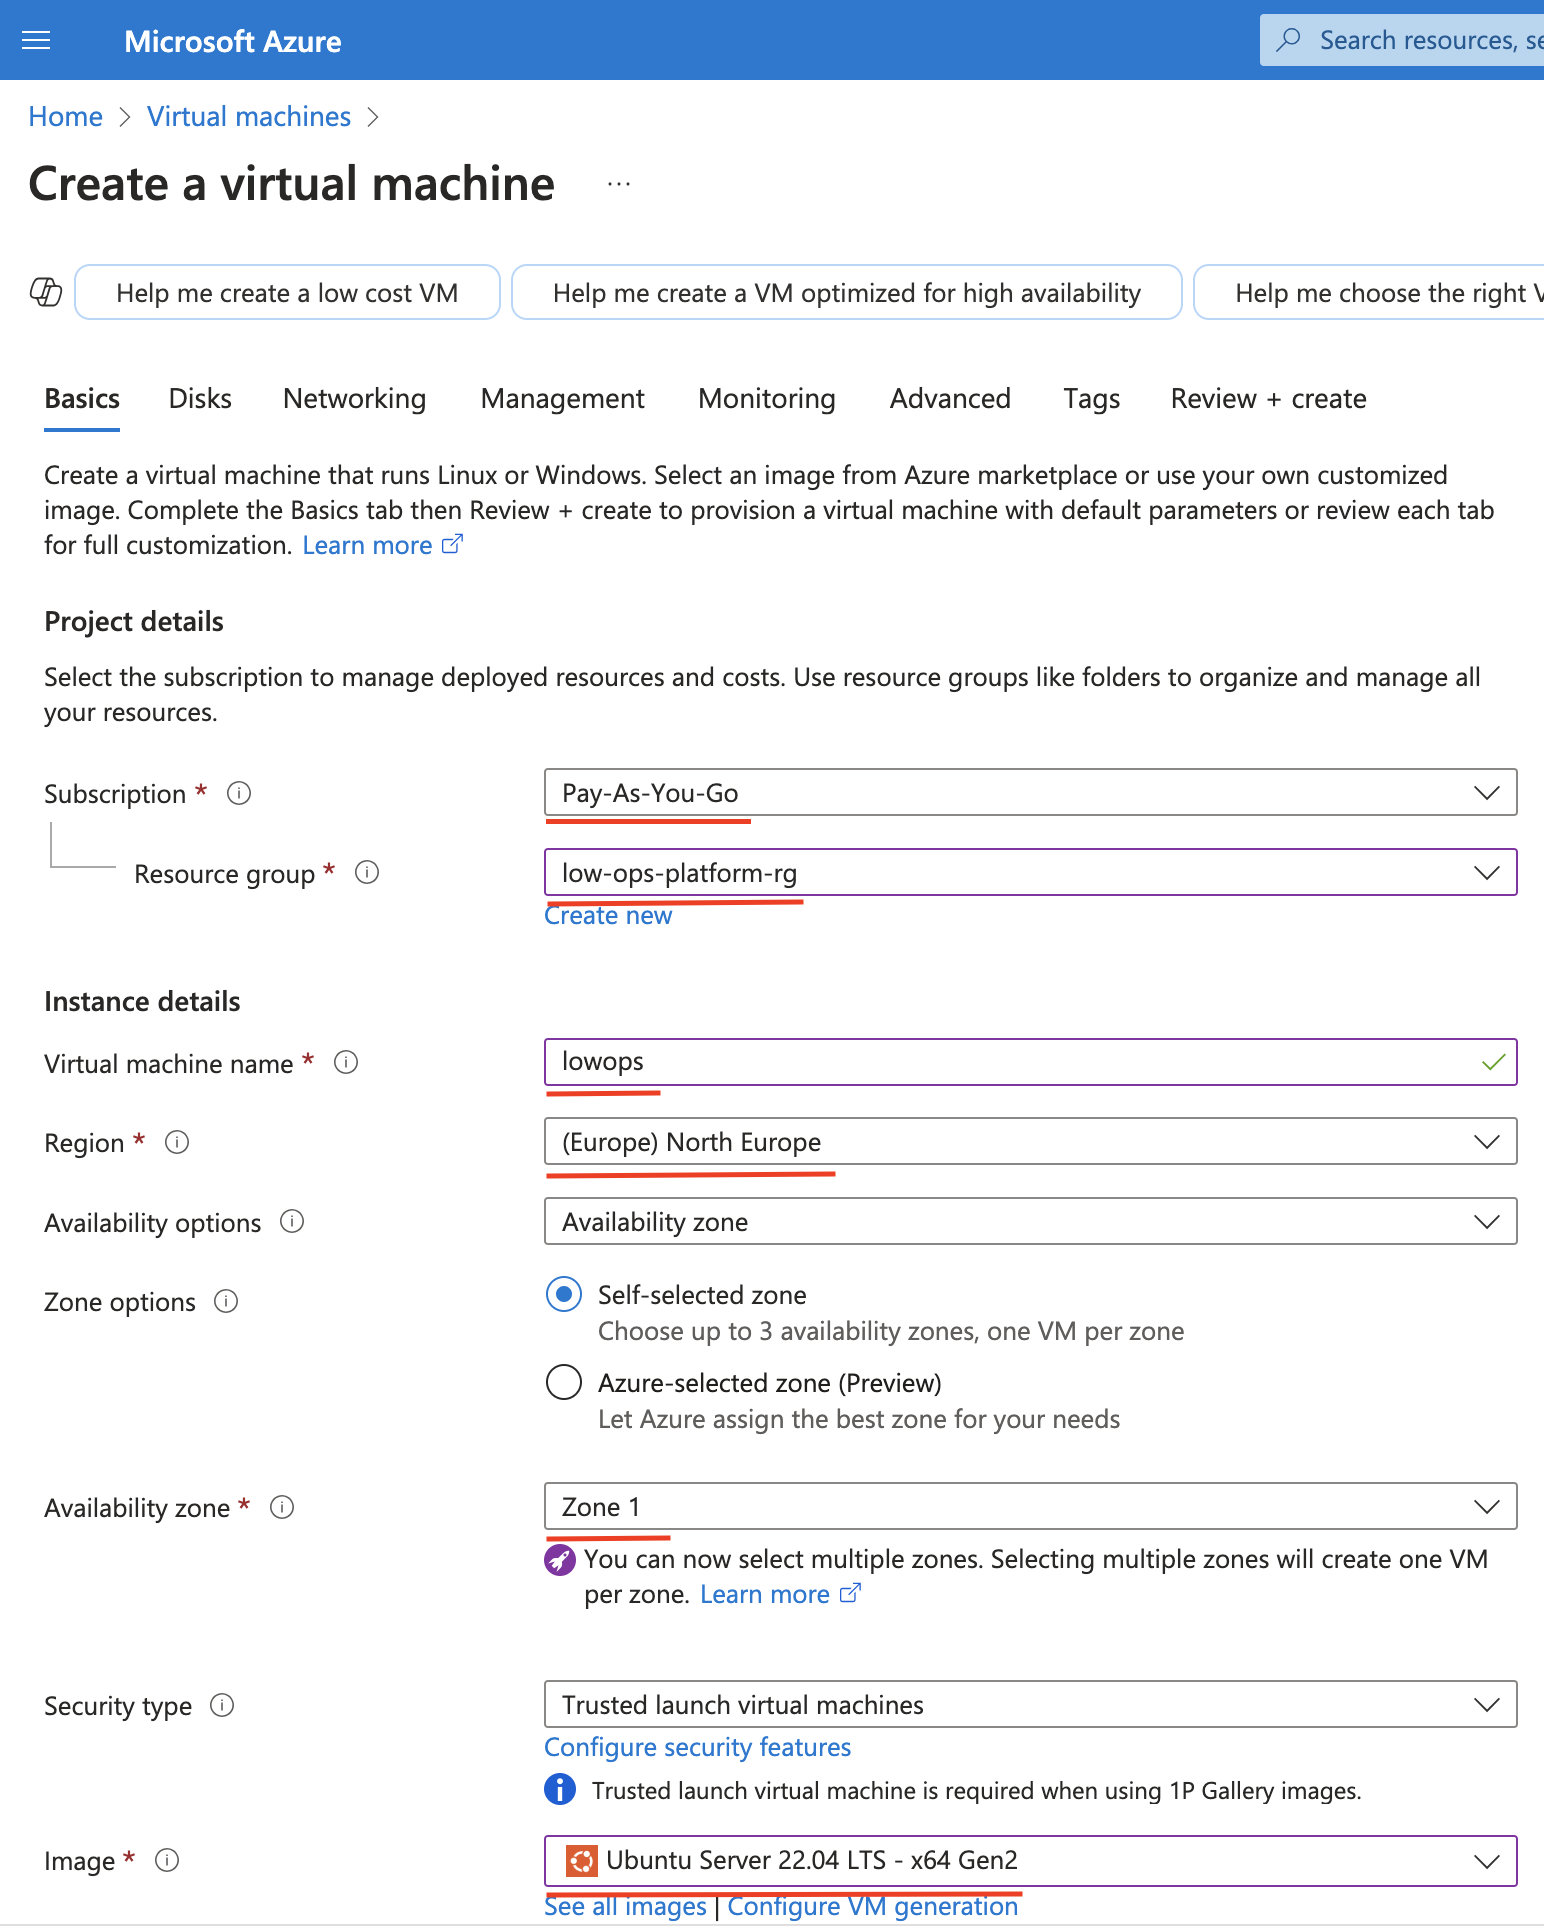 Microsoft Azure
Search resources, se
Home > Virtual machines >
Create a virtual machine ...
Help me create a low cost VM
Help me create a VM optimized for high availability
Help me choose the right V
Basics Disks Networking Management Monitoring Advanced Tags Review + create
Create a virtual machine that runs Linux or Windows. Select an image from Azure marketplace or use your own customized
image. Complete the Basics tab then Review + create to provision a virtual machine with default parameters or review each tab
for full customization. Learn more
Project details
Select the subscription to manage deployed resources and costs. Use resource groups like folders to organize and manage all
your resources.
Subscription * Pay-As-You-Go
Resource group * low-ops-platform-rg
Create new
Instance details
Virtual machine name * lowops
Region * (Europe) North Europe
Availability options Availability zone
Zone options Self-selected zone
Choose up to 3 availability zones, one VM per zone
Azure-selected zone (Preview)
Let Azure assign the best zone for your needs
Availability zone * Zone 1
You can now select multiple zones. Selecting multiple zones will create one VM
per zone. Learn more
Security type Trusted launch virtual machines
Configure security features
Trusted launch virtual machine is required when using 1P Gallery images.
Image * Ubuntu Server 22.04 LTS - x64 Gen2
See all images | Configure VM generation